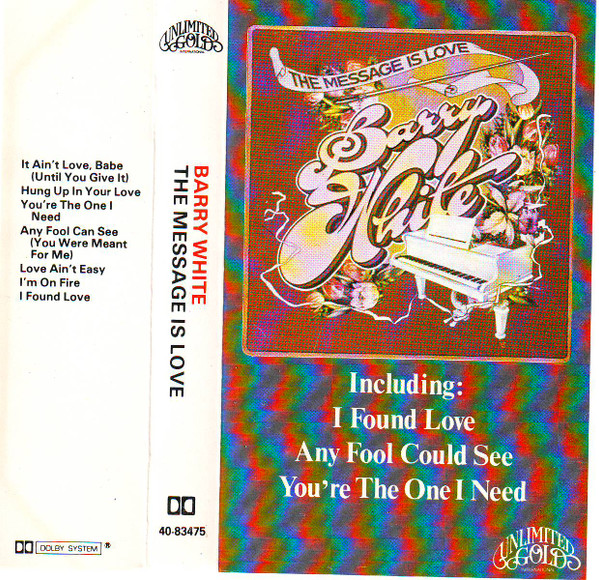 UNLIMITED
GOLD
INTERNATIONAL
It Ain't Love, Babe
(Until You Give It)
Hung Up In Your Love
You're The One I
Need
Any Fool Can See
(You Were Meant
For Me)
Love Ain't Easy
I'm On Fire
I Found Love
DOLBY SYSTEM ®
BARRY WHITE
THE MESSAGE IS LOVE
40-83475
THE MESSAGE IS LOVE
Barry
White
Including:
I Found Love
Any Fool Could See
You're The One I Need
UNLIMITED
GOLD
INTERNATIONAL